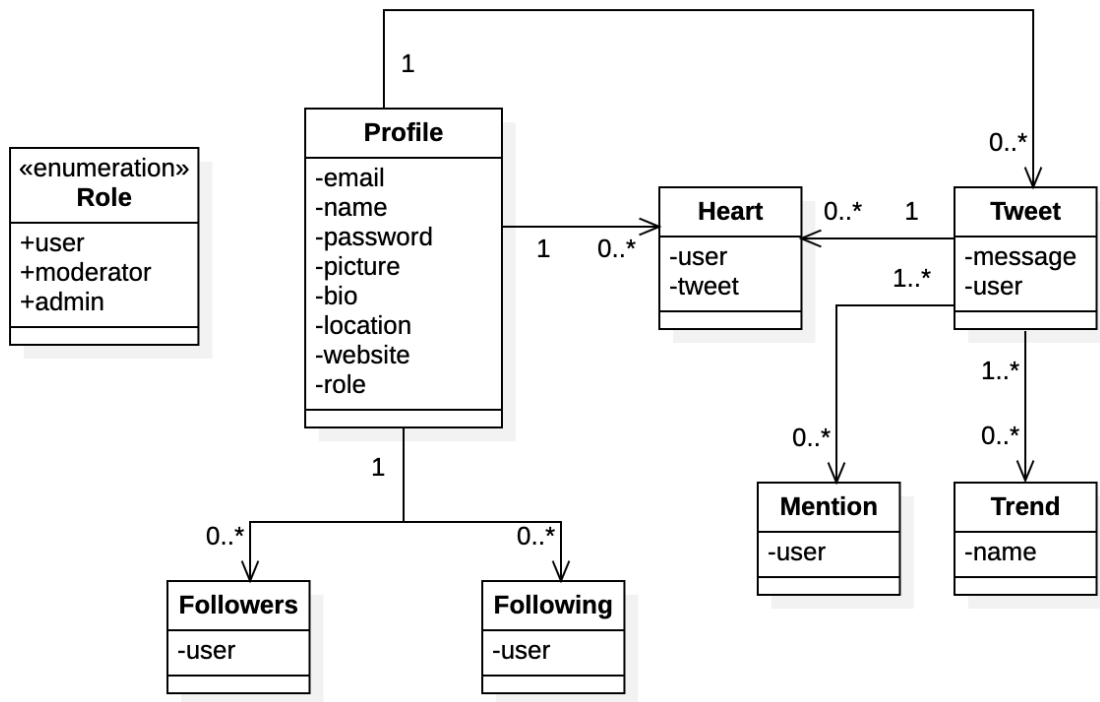 1
0..*
«enumeration»
Role
+user
+moderator
+admin
Profile
-email
-name
-password
-picture
-bio
-location
-website
-role
1
0..*
Heart
-user
-tweet
0..*
1
Tweet
-message
-user
1..*
0..*
1..*
0..*
Mention
-user
Trend
-name
1
0..*
0..*
Followers
-user
Following
-user